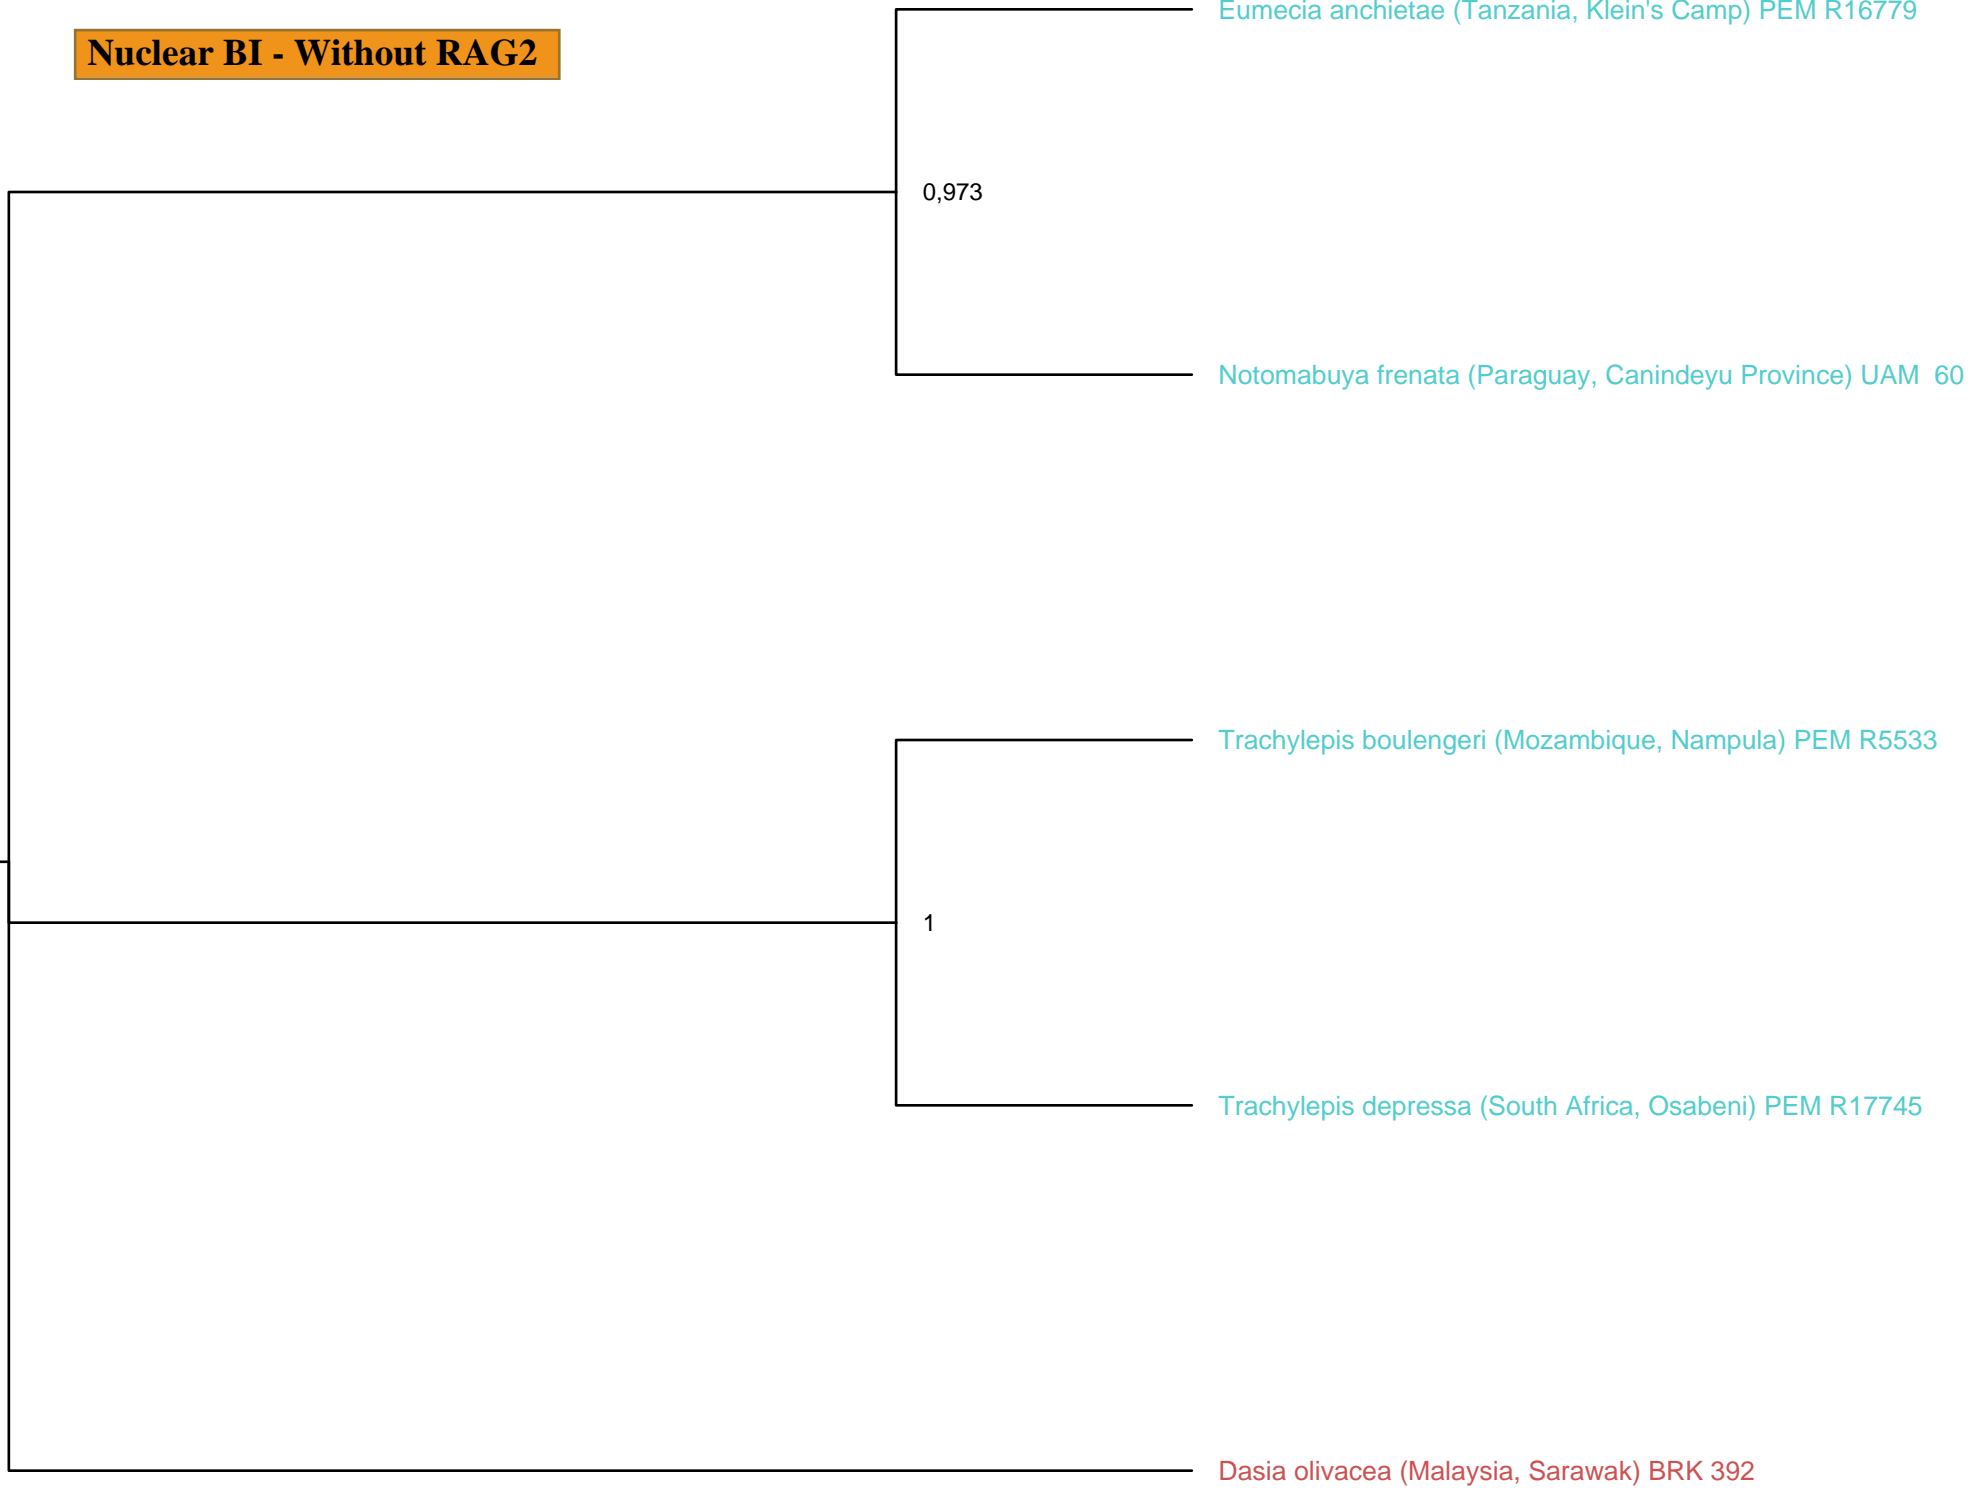 Eumecia anchietae (Tanzania, Klein's Camp) PEM R16779
Nuclear BI - Without RAG2
0,973
Notomabuya frenata (Paraguay, Canindeyu Province) UAM 60
Trachylepis boulengeri (Mozambique, Nampula) PEM R5533
1
Trachylepis depressa (South Africa, Osabeni) PEM R17745
Dasia olivacea (Malaysia, Sarawak) BRK 392